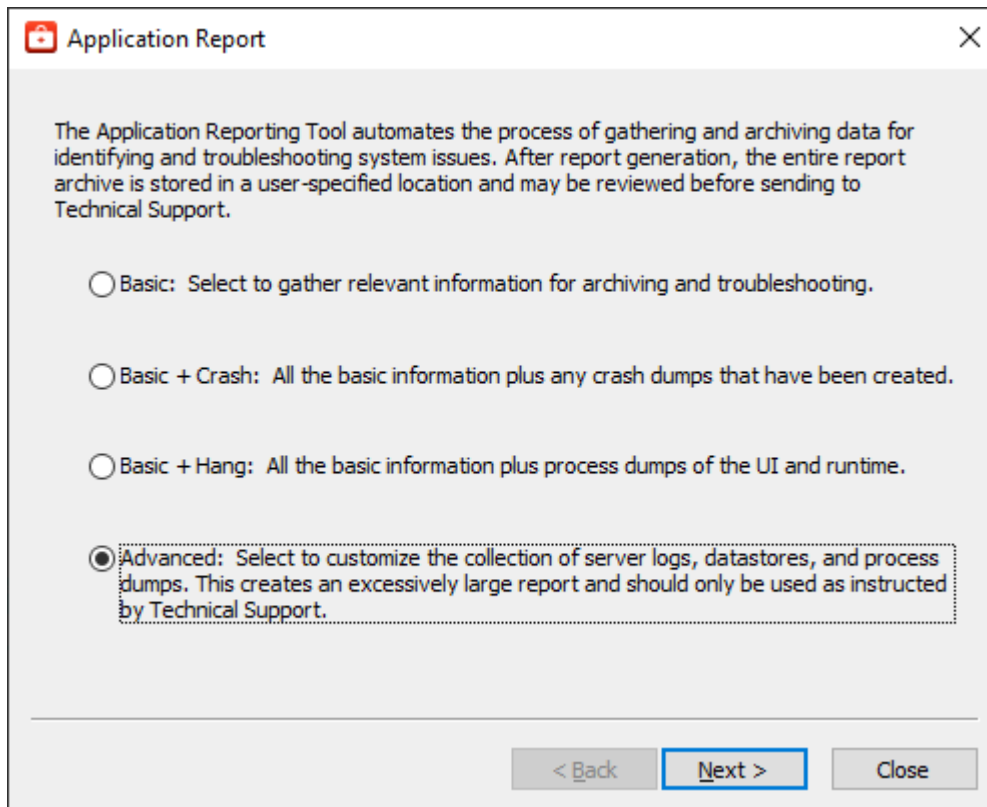 Application Report
The Application Reporting Tool automates the process of gathering and archiving data for
identifying and troubleshooting system issues. After report generation, the entire report
archive is stored in a user-specified location and may be reviewed before sending to
Technical Support.
Basic:  Select to gather relevant information for archiving and troubleshooting.
Basic + Crash:  All the basic information plus any crash dumps that have been created.
Basic + Hang:  All the basic information plus process dumps of the UI and runtime.
Advanced:  Select to customize the collection of server logs, datastores, and process
dumps. This creates an excessively large report and should only be used as instructed
by Technical Support.
< Back Next > Close